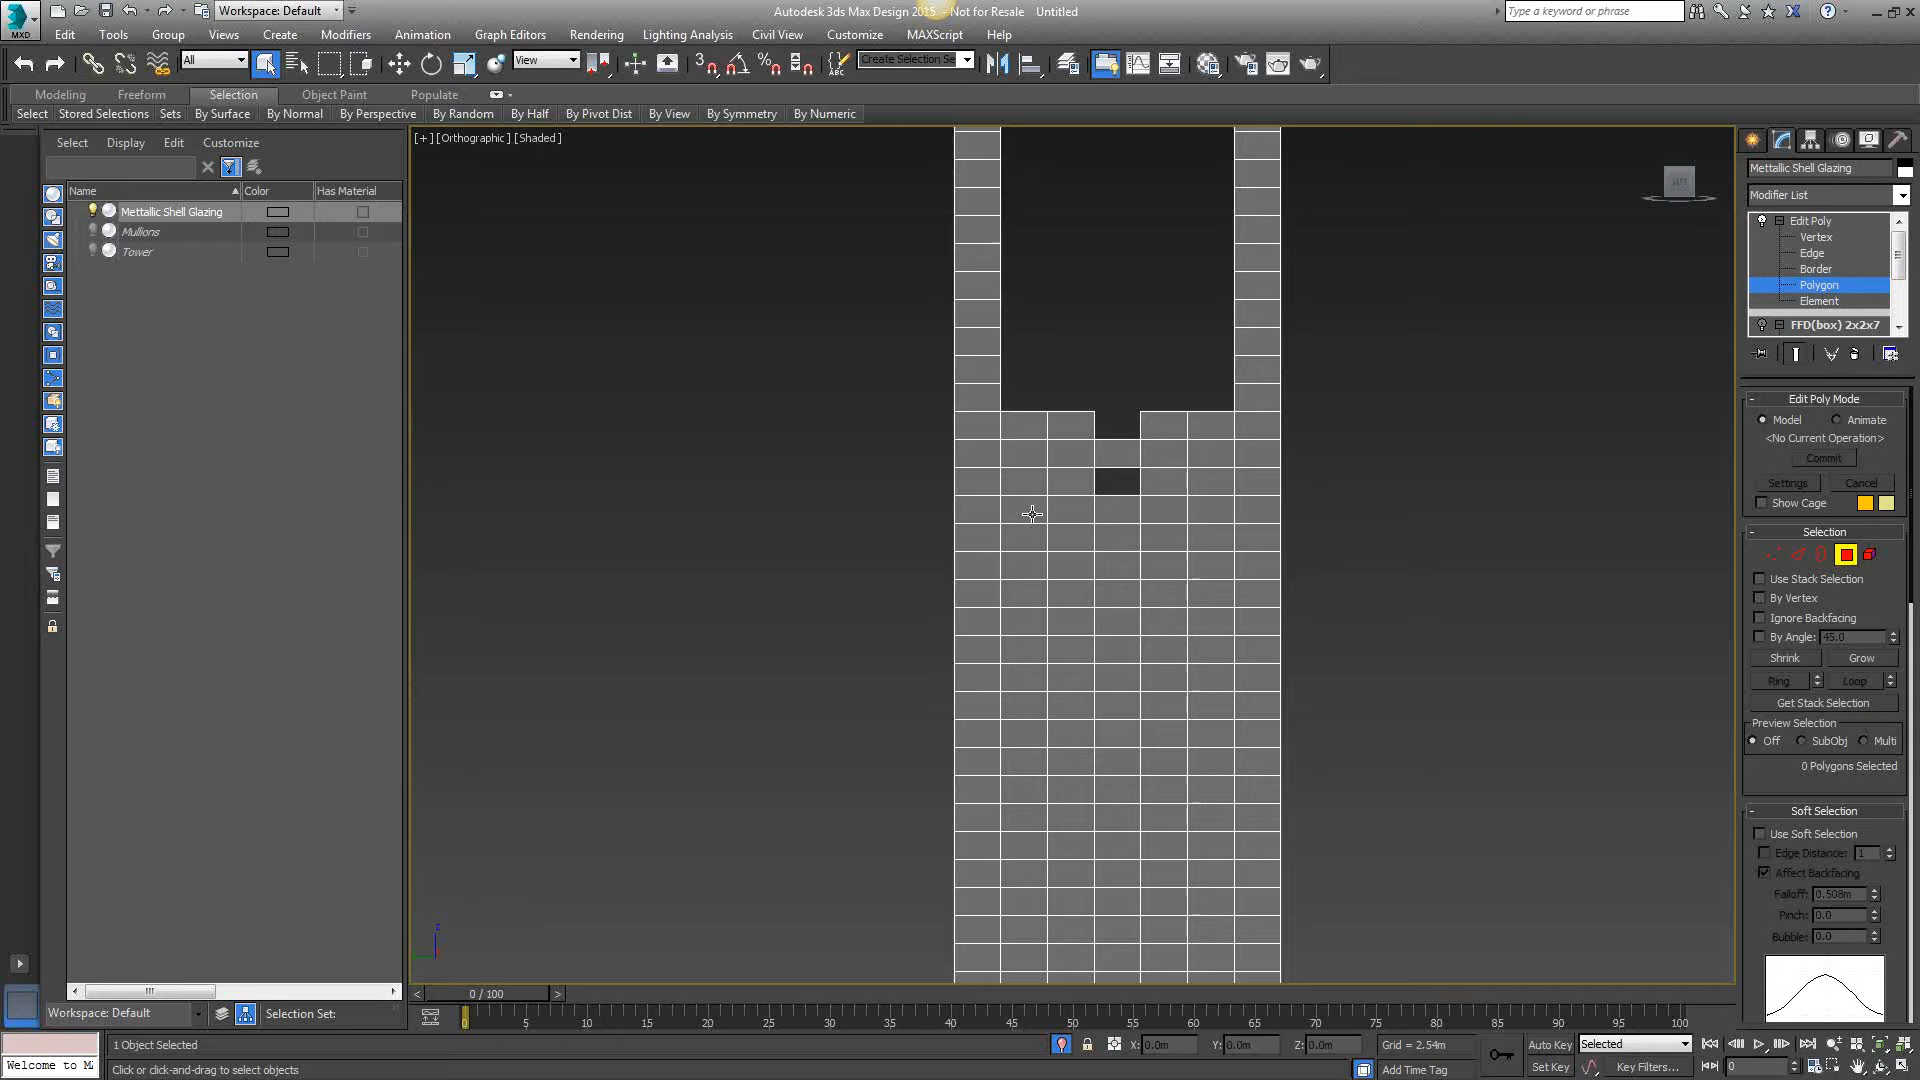 MXD
Workspace: Default
Autodesk 3ds Max Design 2015 - Not for Resale Untitled
Type a keyword or phrase
Edit Tools Group Views Create Modifiers Animation Graph Editors Rendering Lighting Analysis Civil View Customize MAXScript Help
All
View
3
ABC
Create Selection Se
Modeling Freeform Selection Object Paint Populate
Select Stored Selections Sets By Surface By Normal By Perspective By Random By Half By Pivot Dist By View By Symmetry By Numeric
Select Display Edit Customize
Name Color Has Material
Mettallic Shell Glazing
Mullions
Tower
[+] [Orthographic] [Shaded]
LEFT
z
Mettallic Shell Glazing
Modifier List
Edit Poly
Vertex
Edge
Border
Polygon
Element
FFD(box) 2x2x7
- Edit Poly Mode
Model Animate
<No Current Operation>
Commit
Settings Cancel
Show Cage
- Selection
Use Stack Selection
By Vertex
Ignore Backfacing
By Angle: 45.0
Shrink Grow
Ring Loop
Get Stack Selection
Preview Selection
Off SubObj Multi
0 Polygons Selected
- Soft Selection
Use Soft Selection
Edge Distance: 1
Affect Backfacing
Falloff: 0.508m
Pinch: 0.0
Bubble: 0.0
< 0 / 100 >
Workspace: Default Selection Set:
5 10 15 20 25 30 35 40 45 50 55 60 65 70 75 80 85 90 95 100
1 Object Selected X: 0.0m Y: 0.0m Z: 0.0m Grid = 2.54m Auto Key Selected
Welcome to M
Click or click-and-drag to select objects Add Time Tag Set Key Key Filters... 0